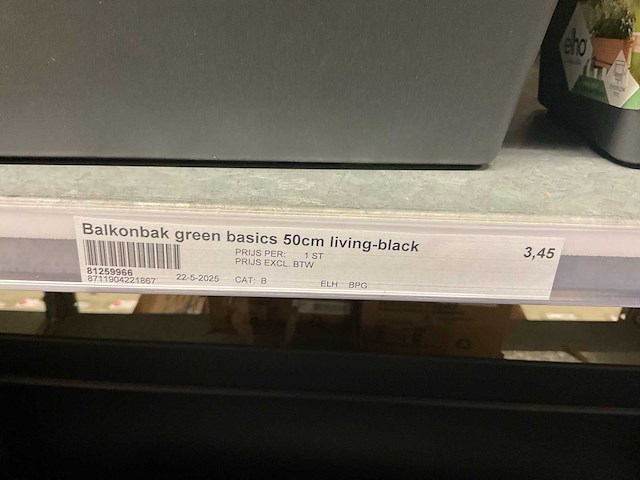 elho
Balkonbak green basics 50cm living-black
3,45
PRIJS PER: 1 ST
PRIJS EXCL. BTW
81259966
8711904221867 22-5-2025 CAT: B ELH BPG